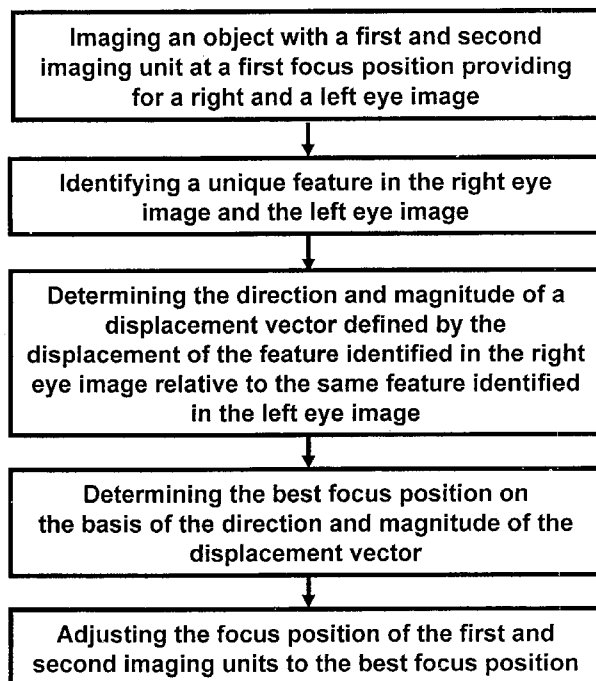 Imaging an object with a first and second
imaging unit at a first focus position providing
for a right and a left eye image
Identifying a unique feature in the right eye
image and the left eye image
Determining the direction and magnitude of a
displacement vector defined by the
displacement of the feature identified in the right
eye image relative to the same feature identified
in the left eye image
Determining the best focus position on
the basis of the direction and magnitude of the
displacement vector
Adjusting the focus position of the first and
second imaging units to the best focus position